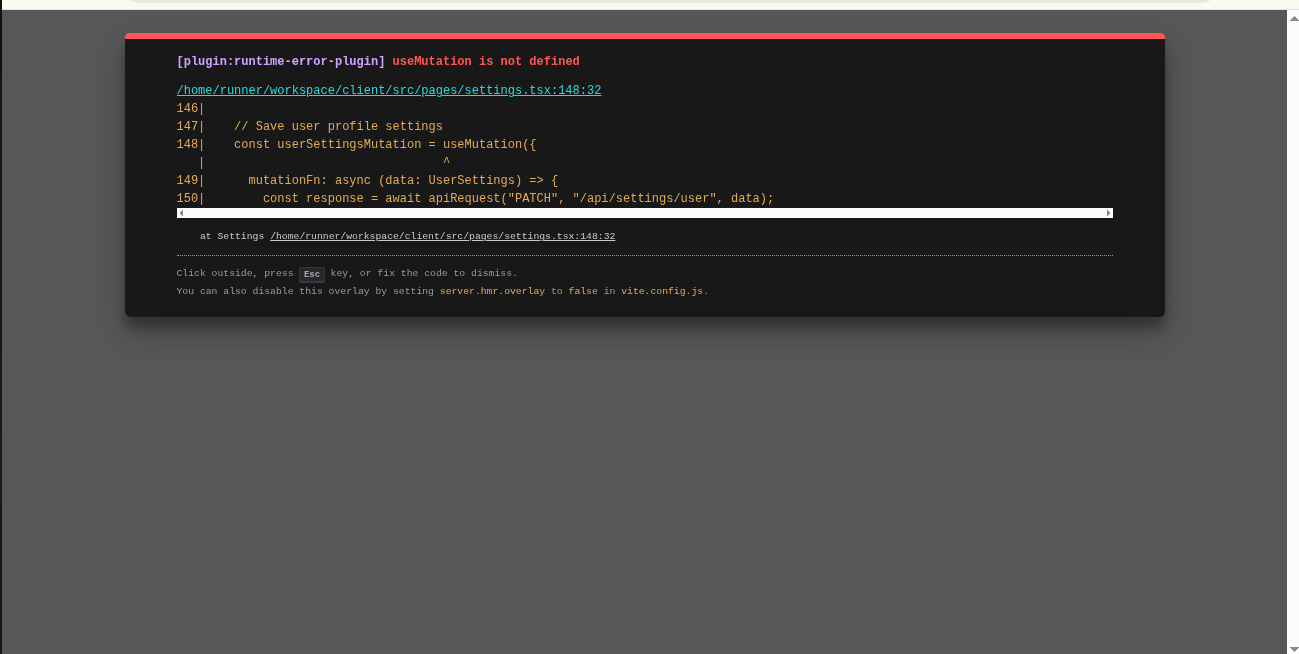 [plugin:runtime-error-plugin] useMutation is not defined
/home/runner/workspace/client/src/pages/settings.tsx:148:32
146|
147|    // Save user profile settings
148|    const userSettingsMutation = useMutation({
   |                                 ^
149|      mutationFn: async (data: UserSettings) => {
150|        const response = await apiRequest("PATCH", "/api/settings/user", data);
at Settings /home/runner/workspace/client/src/pages/settings.tsx:148:32
Click outside, press Esc key, or fix the code to dismiss.
You can also disable this overlay by setting server.hmr.overlay to false in vite.config.js.